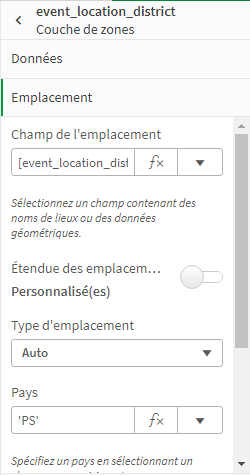 event_location_district
Couche de zones
Données
Emplacement
Champ de l'emplacement
[event_location_dist
fx
Sélectionnez un champ contenant des
noms de lieux ou des données
géométriques.
Étendue des emplacem...
Personnalisé(es)
Type d'emplacement
Auto
Pays
'PS'
fx
Spécifiez un pays en sélectionnant un